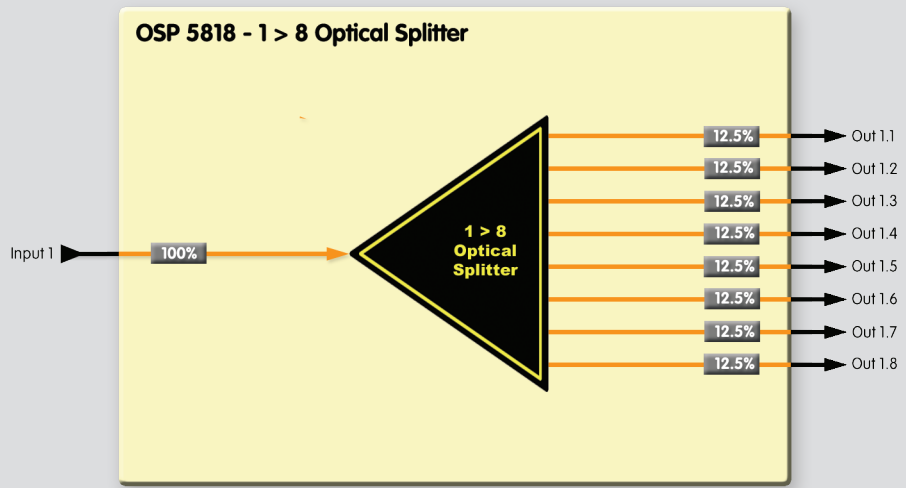 OSP 5818 - 1 > 8 Optical Splitter
Input 1
100%
1 > 8
Optical
Splitter
12.5%
Out 1.1
12.5%
Out 1.2
12.5%
Out 1.3
12.5%
Out 1.4
12.5%
Out 1.5
12.5%
Out 1.6
12.5%
Out 1.7
12.5%
Out 1.8